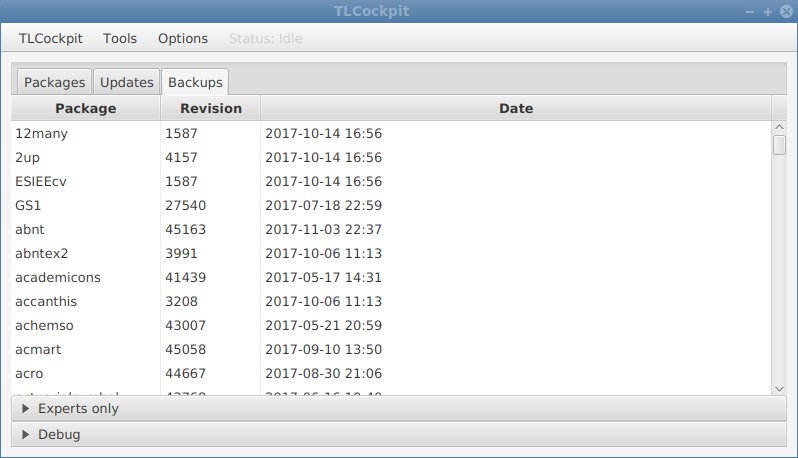 TLCockpit
TLCockpit Tools Options Status: Idle
Packages Updates Backups
Package Revision Date
12many 1587 2017-10-14 16:56
2up 4157 2017-10-14 16:56
ESIEEcv 1587 2017-10-14 16:56
GS1 27540 2017-07-18 22:59
abnt 45163 2017-11-03 22:37
abntex2 3991 2017-10-06 11:13
academicons 41439 2017-05-17 14:31
accanthis 3208 2017-10-06 11:13
achemso 43007 2017-05-21 20:59
acmart 45058 2017-09-10 13:50
acro 44667 2017-08-30 21:06
Experts only
Debug